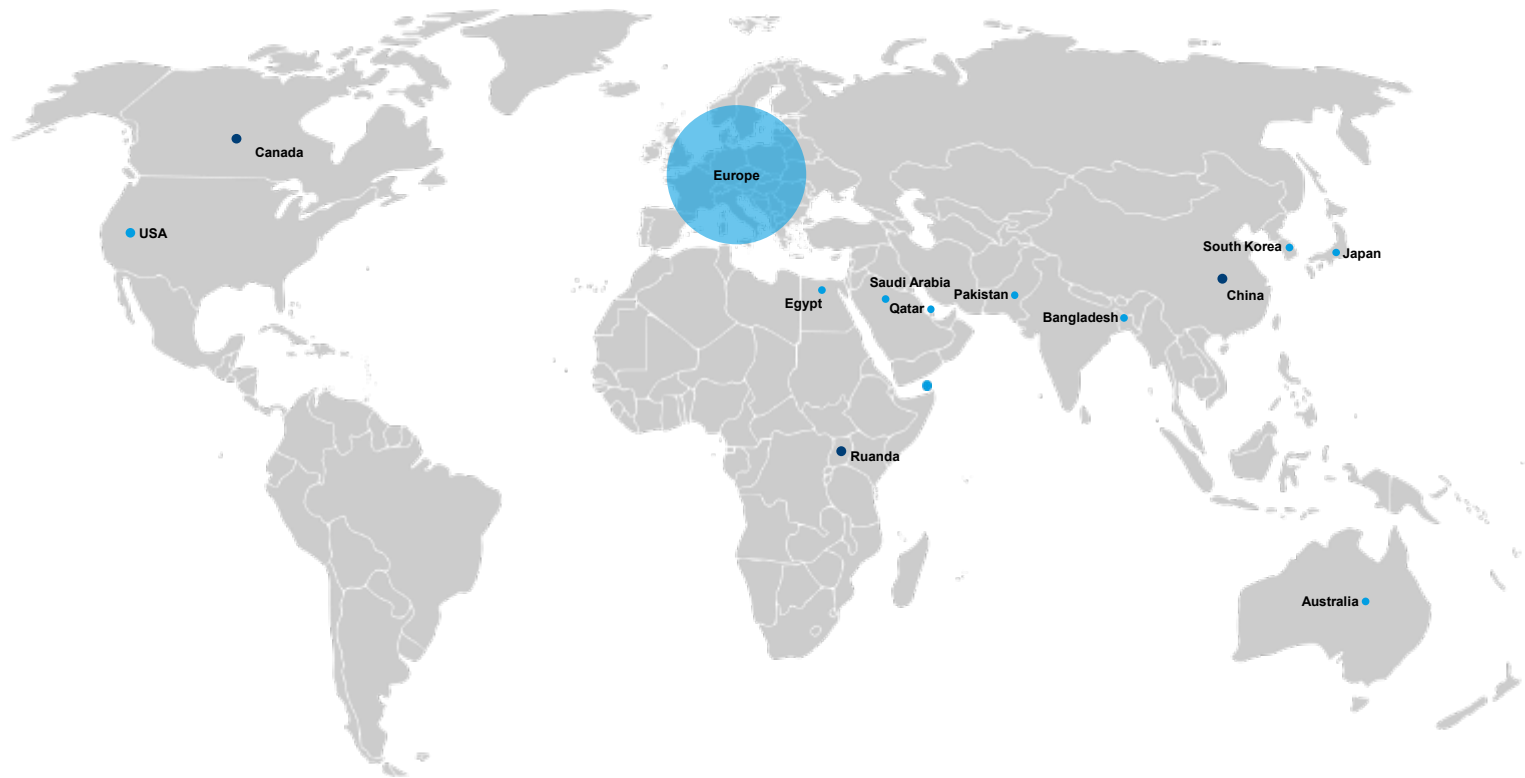 Canada
Europe
USA
South Korea
Japan
Saudi Arabia
Pakistan
China
Egypt
Qatar
Bangladesh
Ruanda
Australia